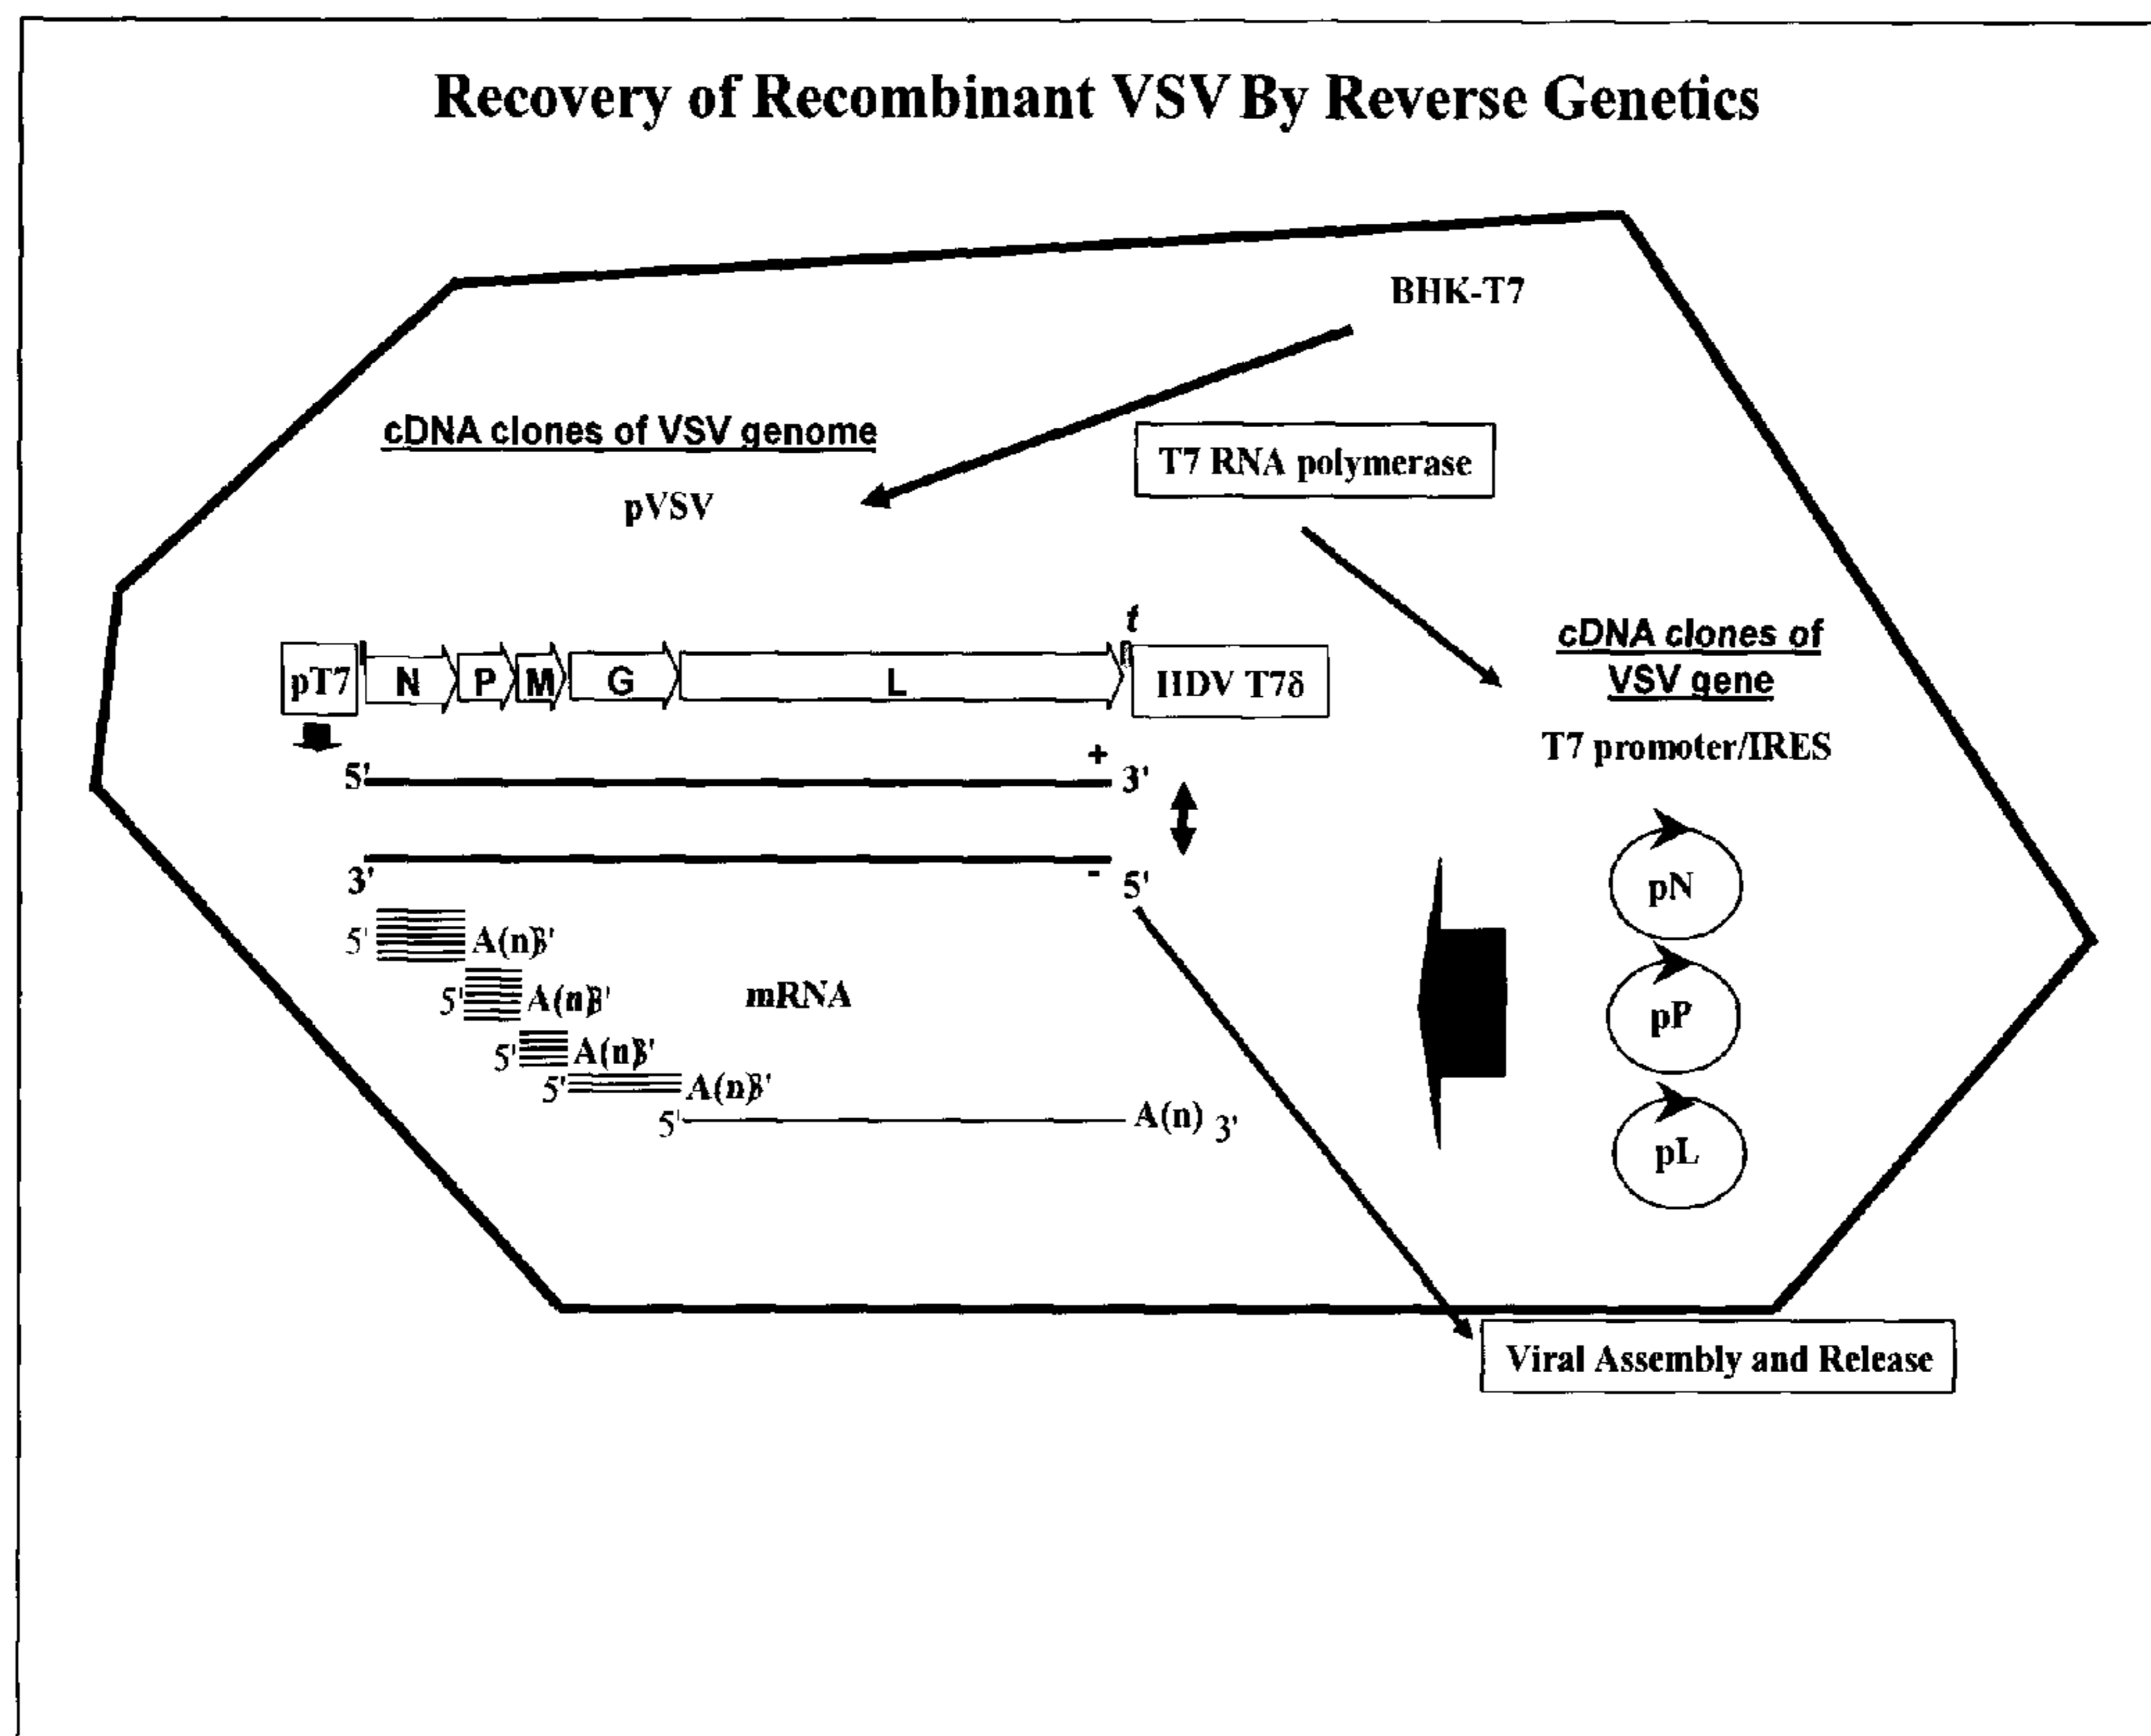 Recovery of Recombinant VSV By Reverse Genetics
BHK-T7
cDNA clones of VSV genome
T7 RNA polymerase
pVSV
t
cDNA clones of
VSV gene
pT7 N P M G L HDV T7δ
T7 promoter/IRES
+
5' 3'
3' - 5'
pN
5' A(n)3'
5' A(n)3'
mRNA
pP
5' A(n)3'
5' A(n)3'
5' A(n) 3'
pL
Viral Assembly and Release